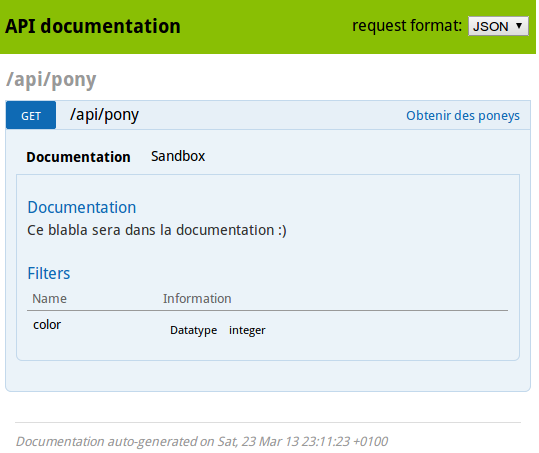 API documentation
request format: JSON
/api/pony
GET /api/pony Obtenir des poneys
Documentation Sandbox
Documentation
Ce blabla sera dans la documentation :)
Filters
Name Information
color Datatype integer
Documentation auto-generated on Sat, 23 Mar 13 23:11:23 +0100